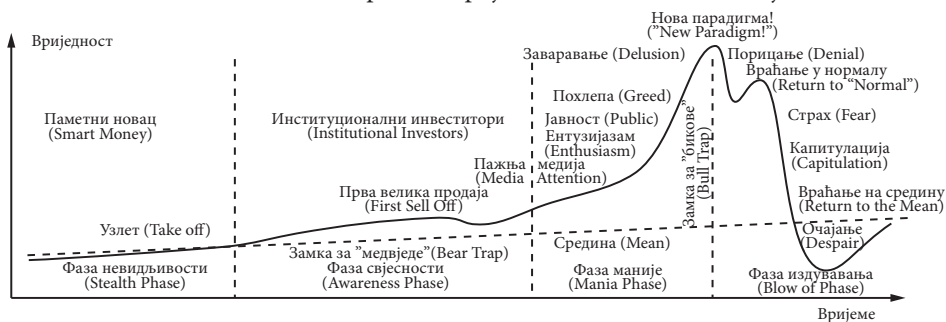 Нова парадигма!
("New Paradigm!")
Вриједност
Заваравање (Delusion)
Порицање (Denial)
Враћање у нормалу
(Return to “Normal”)
Похлепа (Greed)
Паметни новац
(Smart Money)
Институционални инвеститори
(Institutional Investors)
Јавност (Public)
Ентузијазам
(Enthusiasm)
Страх (Fear)
Замка за ”бикове”
(Bull Trap)
Капитулација
(Capitulation)
Пажња медија
(Media Attention)
Прва велика продаја
(First Sell Off)
Враћање на средину
(Return to the Mean)
Узлет (Take off)
Замка за ”медвједе”(Bear Trap)
Средина (Mean)
Очајање
(Despair)
Фаза невидљивости
(Stealth Phase)
Фаза свјесности
(Awareness Phase)
Фаза маније
(Mania Phase)
Фаза издувавања
(Blow of Phase)
Вријеме